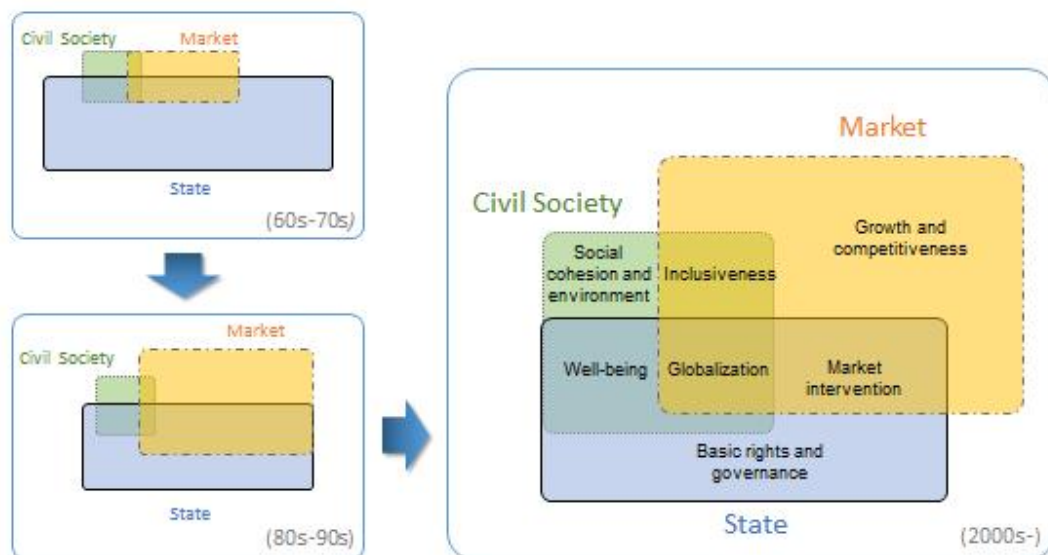 Civil Society
Market
State
(60s-70s)
Market
Civil Society
State
(80s-90s)
Market
Civil Society
Growth and
competitiveness
Social
cohesion and
environment
Inclusiveness
Well-being
Globalization
Market
intervention
Basic rights and
governance
State
(2000s-)